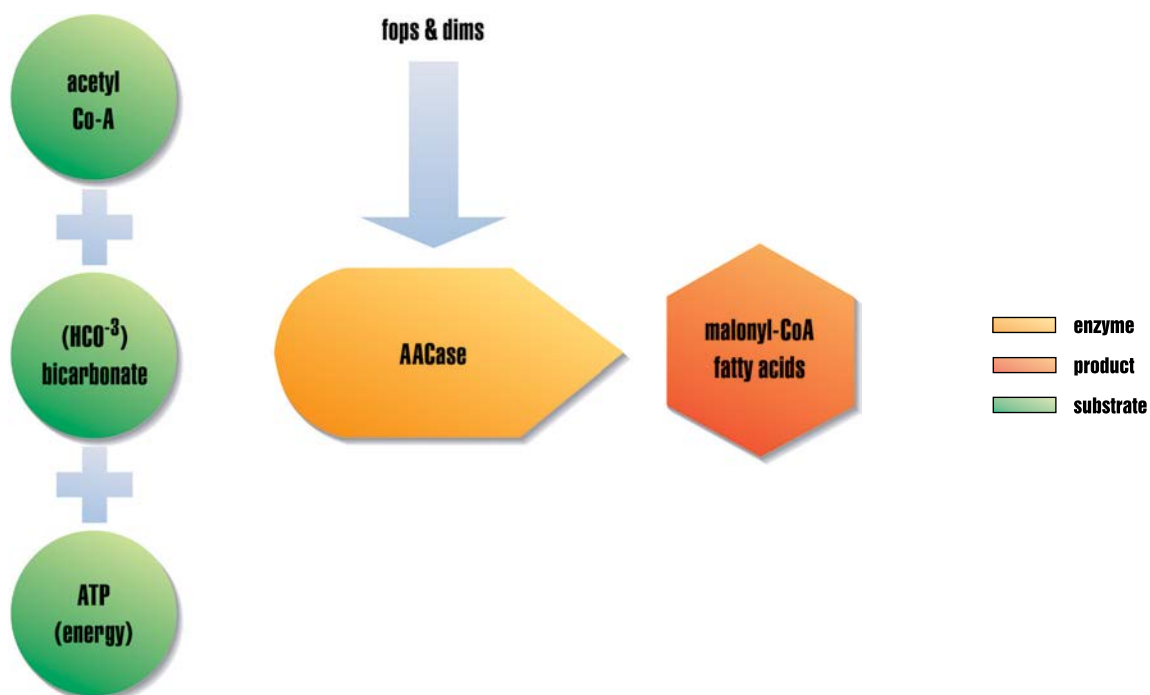 fops & dims
acetyl
Co-A
(HCO⁻³)
bicarbonate
ATP
(energy)
AACase
malonyl-CoA
fatty acids
enzyme
product
substrate